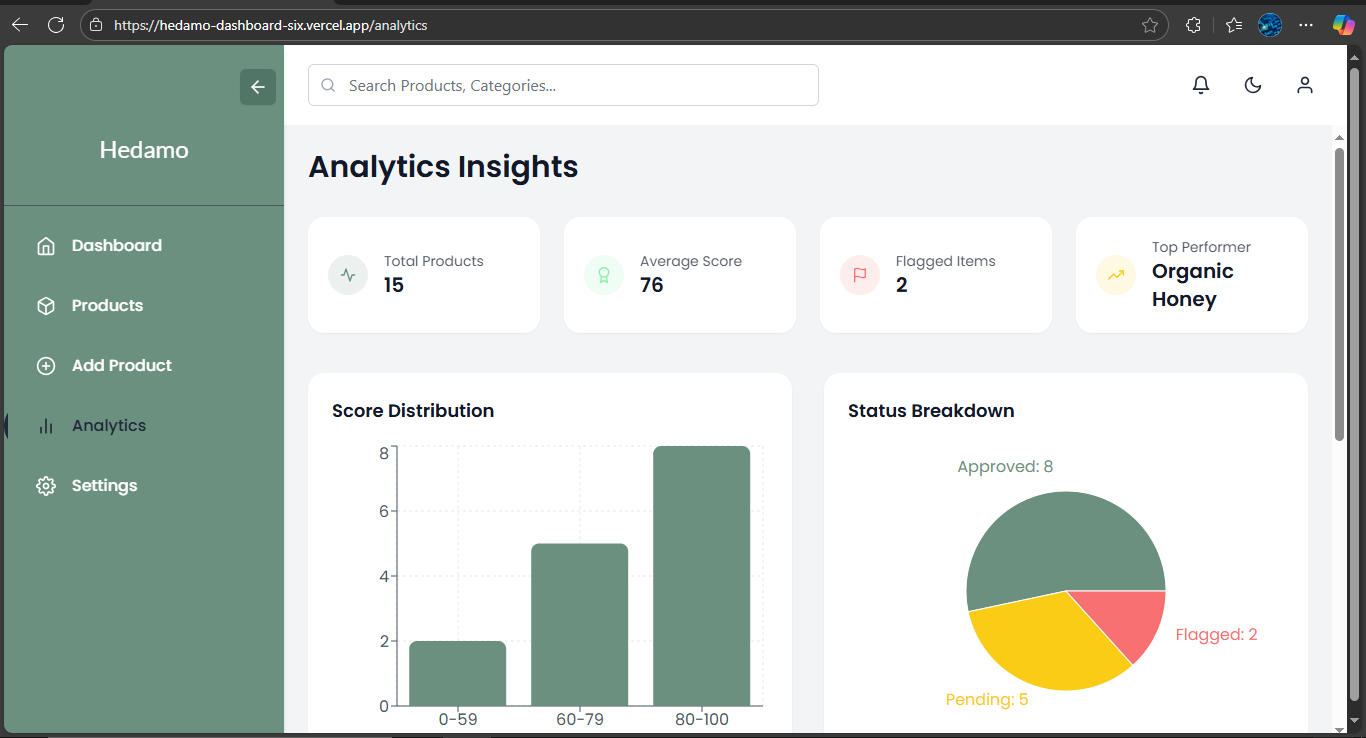 https://hedamo-dashboard-six.vercel.app/analytics
Hedamo
Dashboard
Products
Add Product
Analytics
Settings
Search Products, Categories...
Analytics Insights
Total Products
15
Average Score
76
Flagged Items
2
Top Performer
Organic
Honey
Score Distribution
8
6
4
2
0
0-59 60-79 80-100
Status Breakdown
Approved: 8
Flagged: 2
Pending: 5